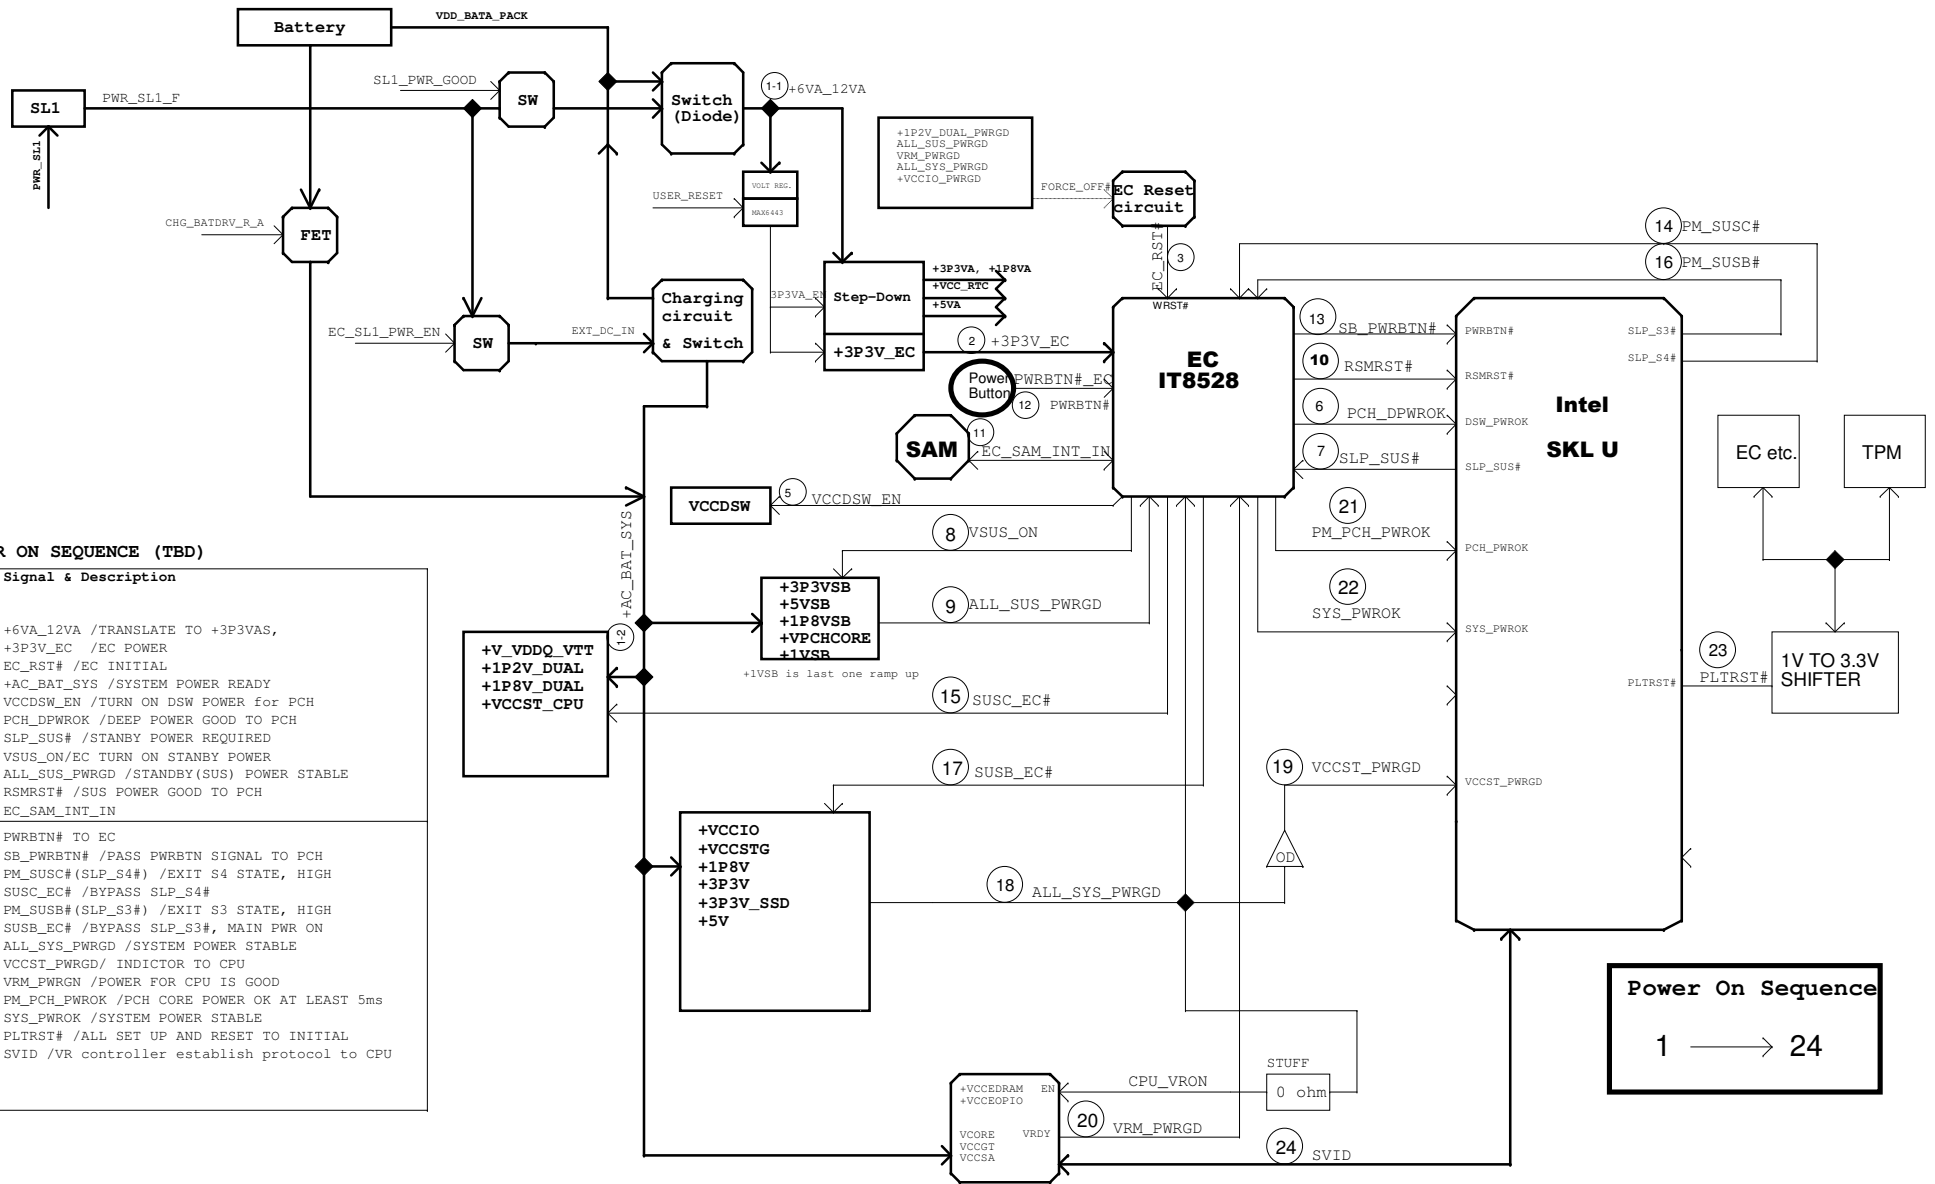 Battery
VDD_BATA_PACK
SL1
PWR_SL1_F
PWR_SL1
SL1_PWR_GOOD
SW
Switch
(Diode)
1-1
+6VA_12VA
VOLT REG.
MAX6443
USER_RESET
CHG_BATDRV_R_A
FET
EC_SL1_PWR_EN
SW
EXT_DC_IN
Charging
circuit
& Switch
3P3VA_EN
Step-Down
+3P3VA, +1P8VA
+VCC_RTC
+5VA
+3P3V_EC
2
+3P3V_EC
+1P2V_DUAL_PWRGD
ALL_SUS_PWRGD
VRM_PWRGD
ALL_SYS_PWRGD
+VCCIO_PWRGD
FORCE_OFF#
EC Reset
circuit
EC_RST#
3
WRST#
EC
IT8528
Power
Button
PWRBTN#_EC
12
PWRBTN#
SAM
11
EC_SAM_INT_IN
VCCDSW
5
VCCDSW_EN
8
VSUS_ON
+3P3VSB
+5VSB
+1P8VSB
+VPCHCORE
+1VSB
+1VSB is last one ramp up
9
ALL_SUS_PWRGD
+AC_BAT_SYS
1-2
+V_VDDQ_VTT
+1P2V_DUAL
+1P8V_DUAL
+VCCST_CPU
15
SUSC_EC#
17
SUSB_EC#
+VCCIO
+VCCSTG
+1P8V
+3P3V
+3P3V_SSD
+5V
18
ALL_SYS_PWRGD
OD
19
VCCST_PWRGD
14
PM_SUSC#
16
PM_SUSB#
13
SB_PWRBTN#
10
RSMRST#
6
PCH_DPWROK
7
SLP_SUS#
21
PM_PCH_PWROK
22
SYS_PWROK
PWRBTN#
RSMRST#
DSW_PWROK
SLP_SUS#
PCH_PWROK
SYS_PWROK
VCCST_PWRGD
SLP_S3#
SLP_S4#
PLTRST#
Intel
SKL U
EC etc.
TPM
23
PLTRST#
1V TO 3.3V
SHIFTER
STUFF
0 ohm
CPU_VRON
+VCCEDRAM
+VCCEOPIO
EN
VCORE
VCCGT
VCCSA
VRDY
20
VRM_PWRGD
24
SVID
Power On Sequence
1
24
R ON SEQUENCE (TBD)
Signal & Description
+6VA_12VA /TRANSLATE TO +3P3VAS,
+3P3V_EC /EC POWER
EC_RST# /EC INITIAL
+AC_BAT_SYS /SYSTEM POWER READY
VCCDSW_EN /TURN ON DSW POWER for PCH
PCH_DPWROK /DEEP POWER GOOD TO PCH
SLP_SUS# /STANBY POWER REQUIRED
VSUS_ON/EC TURN ON STANBY POWER
ALL_SUS_PWRGD /STANDBY(SUS) POWER STABLE
RSMRST# /SUS POWER GOOD TO PCH
EC_SAM_INT_IN
PWRBTN# TO EC
SB_PWRBTN# /PASS PWRBTN SIGNAL TO PCH
PM_SUSC#(SLP_S4#) /EXIT S4 STATE, HIGH
SUSC_EC# /BYPASS SLP_S4#
PM_SUSB#(SLP_S3#) /EXIT S3 STATE, HIGH
SUSB_EC# /BYPASS SLP_S3#, MAIN PWR ON
ALL_SYS_PWRGD /SYSTEM POWER STABLE
VCCST_PWRGD/ INDICTOR TO CPU
VRM_PWRGN /POWER FOR CPU IS GOOD
PM_PCH_PWROK /PCH CORE POWER OK AT LEAST 5ms
SYS_PWROK /SYSTEM POWER STABLE
PLTRST# /ALL SET UP AND RESET TO INITIAL
SVID /VR controller establish protocol to CPU